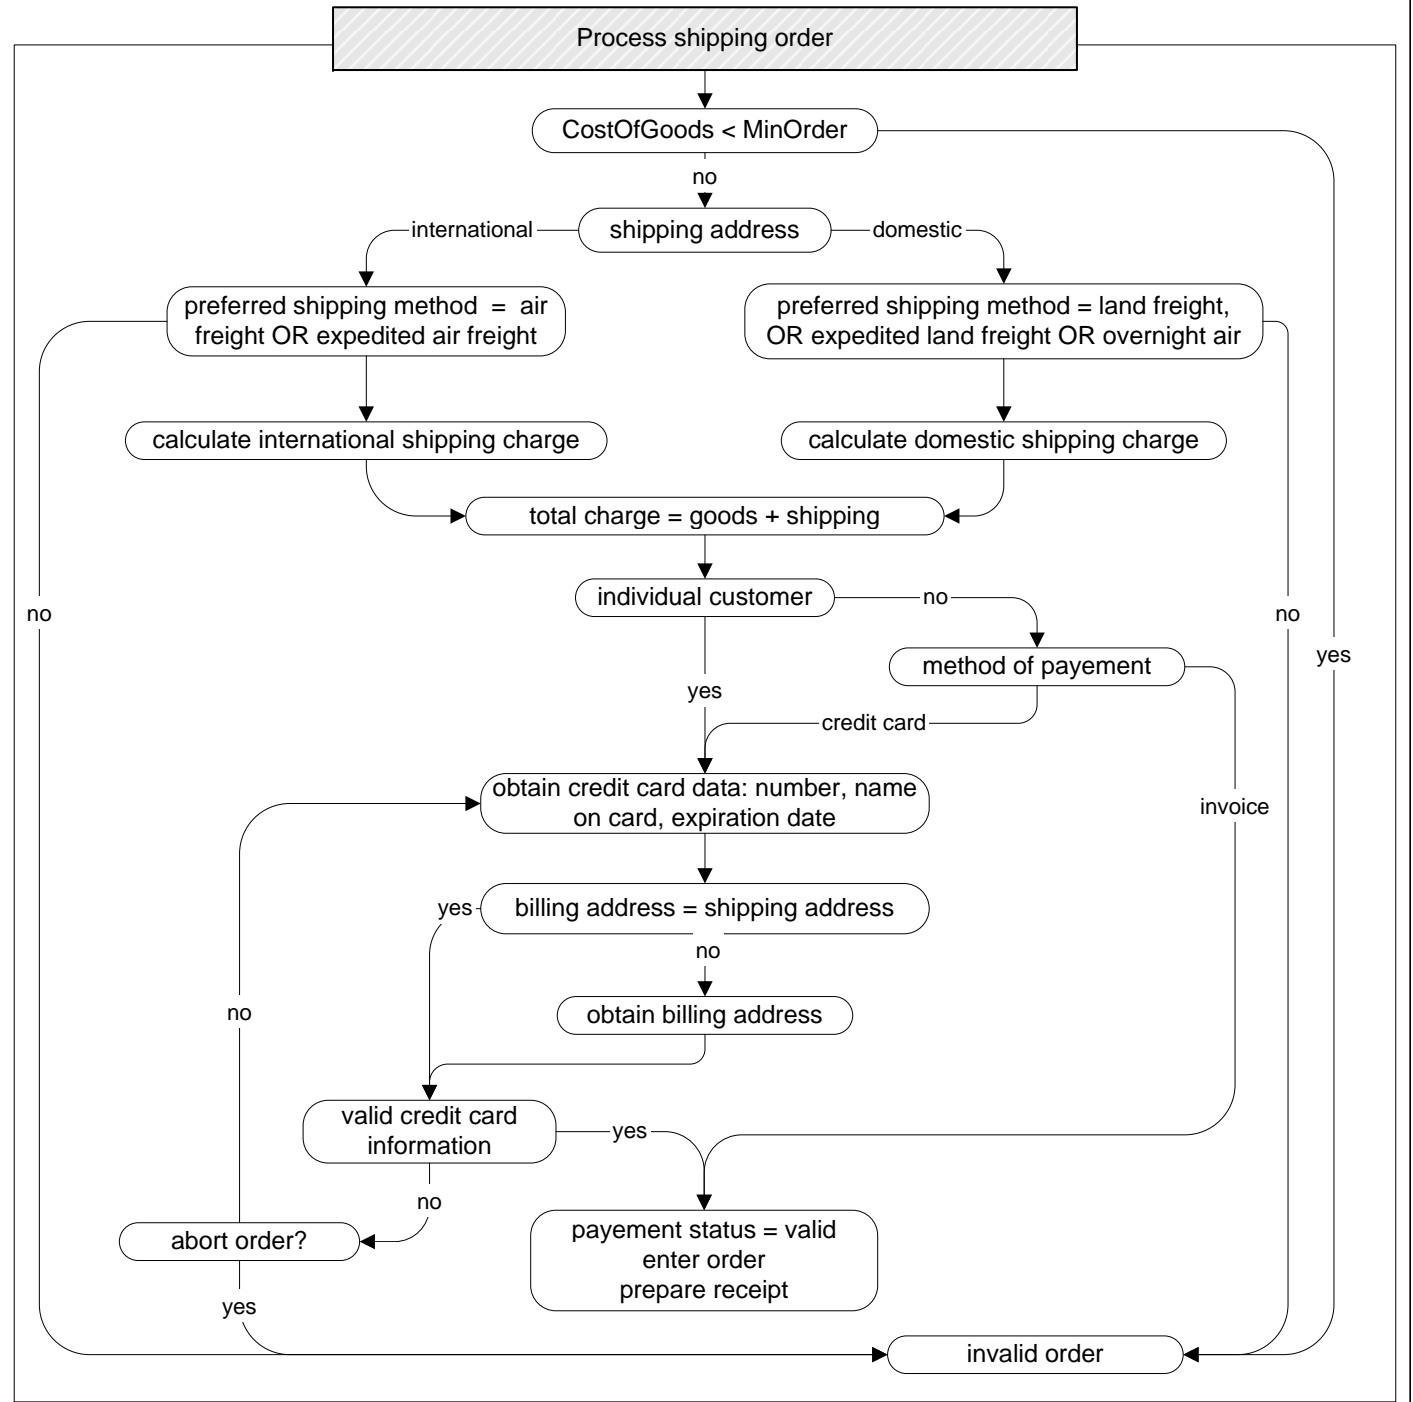 Process shipping order
CostOfGoods < MinOrder
no
international
shipping address
domestic
preferred shipping method  =  air
freight OR expedited air freight
preferred shipping method = land freight,
OR expedited land freight OR overnight air
calculate international shipping charge
calculate domestic shipping charge
total charge = goods + shipping
individual customer
no
no
no
yes
method of payement
yes
credit card
obtain credit card data: number, name
on card, expiration date
invoice
yes
billing address = shipping address
no
no
obtain billing address
valid credit card
information
yes
no
abort order?
payement status = valid
enter order
prepare receipt
yes
invalid order